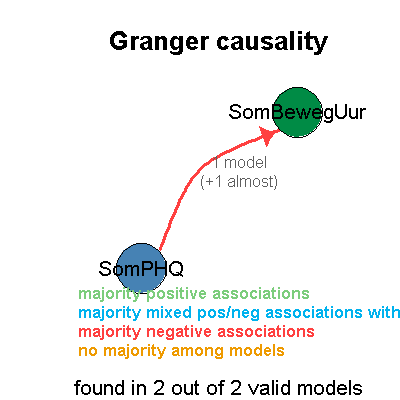 Granger causality
SomBewegUur
1 model
(+1 almost)
SomPHQ
majority positive associations
majority mixed pos/neg associations with
majority negative associations
no majority among models
found in 2 out of 2 valid models